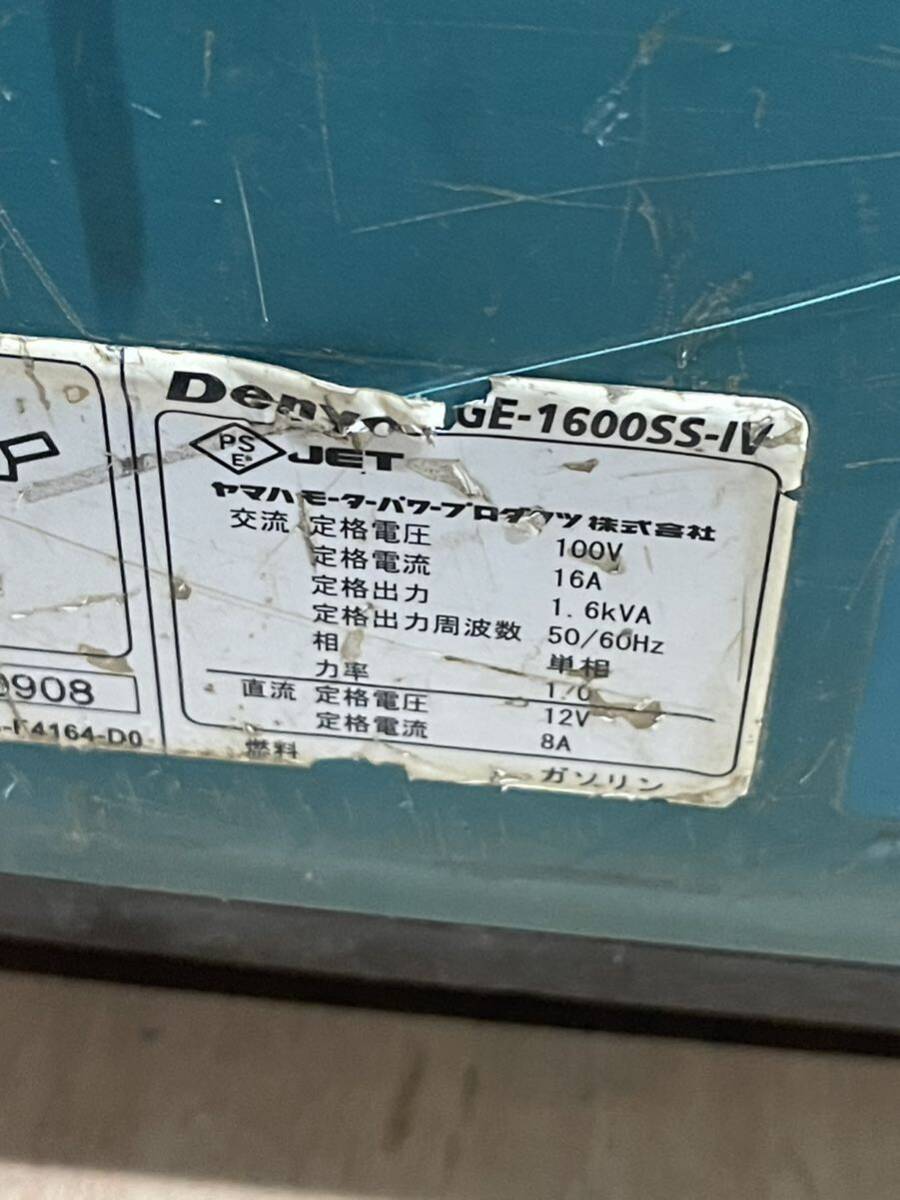 Denyo GE-1600SS-IV
PS
E
JET
ヤマハモーターパワープロダクツ株式会社
交流 定格電圧 100V
定格電流 16A
定格出力 1.6kVA
定格出力周波数 50/60Hz
相 単相
力率 1.0
直流 定格電圧 12V
定格電流 8A
燃料 ガソリン
0908
-F4164-D0